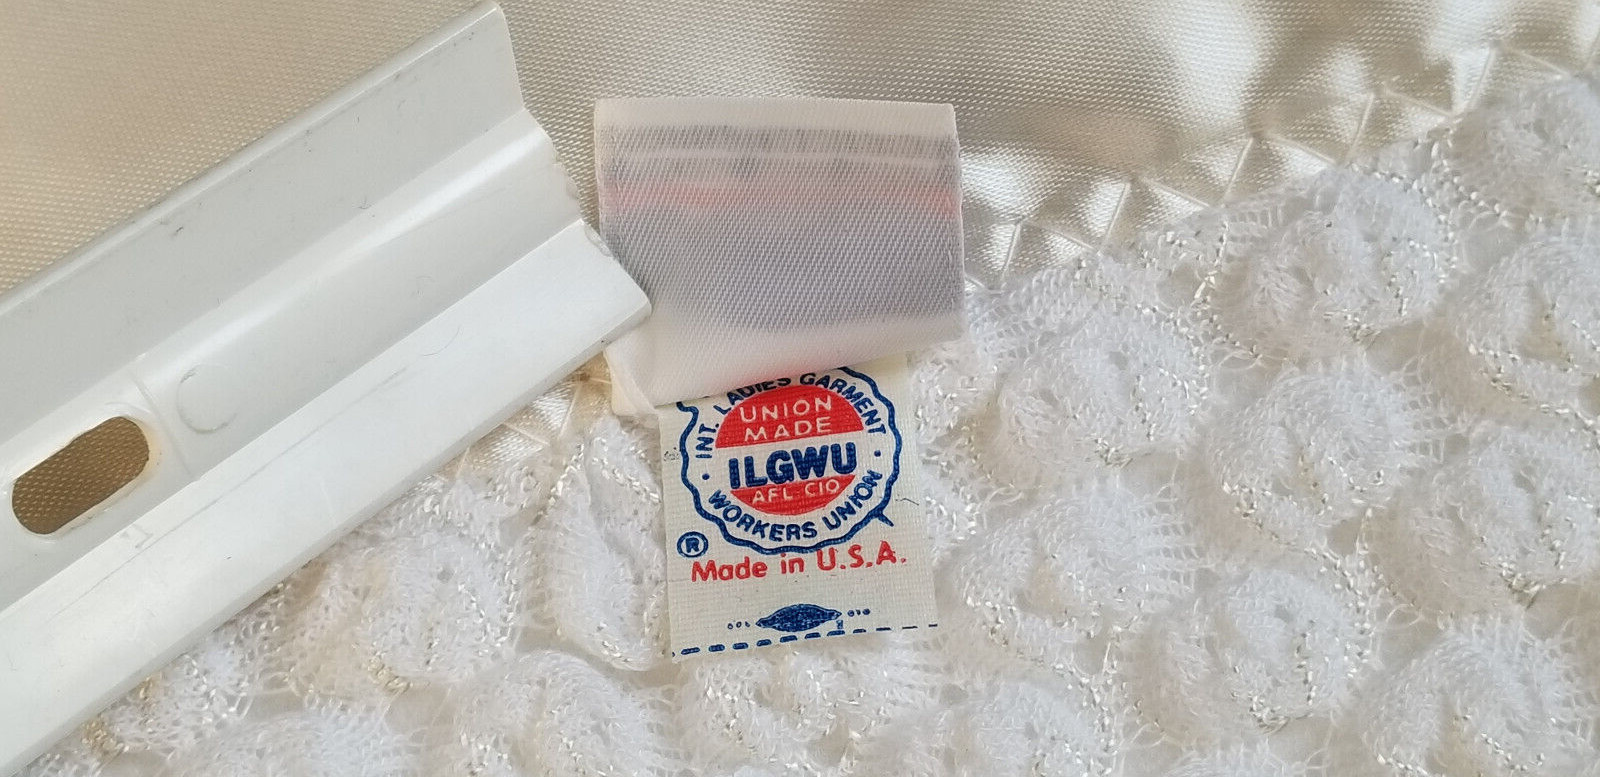 INT. LADIES GARMENT
UNION
MADE
ILGWU
AFL-CIO
WORKERS UNION
®
Made in U.S.A.